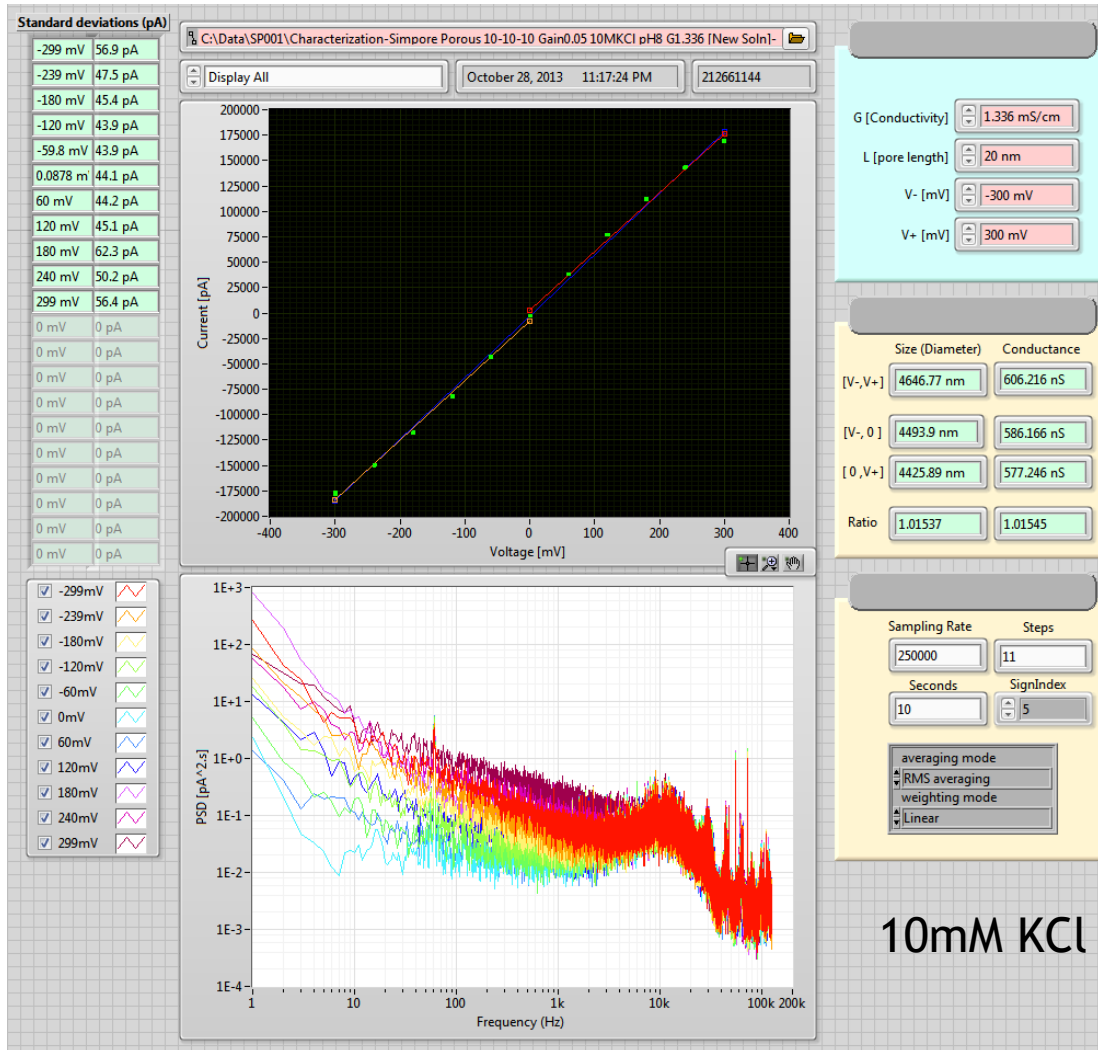 Standard deviations (pA)
-299 mV 56.9 pA
-239 mV 47.5 pA
-180 mV 45.4 pA
-120 mV 43.9 pA
-59.8 mV 43.9 pA
0.0878 m 44.1 pA
60 mV 44.2 pA
120 mV 45.1 pA
180 mV 62.3 pA
240 mV 50.2 pA
299 mV 56.4 pA
0 mV 0 pA
0 mV 0 pA
0 mV 0 pA
0 mV 0 pA
0 mV 0 pA
0 mV 0 pA
0 mV 0 pA
0 mV 0 pA
0 mV 0 pA
0 mV 0 pA
C:\Data\SP001\Characterization-Simpore Porous 10-10-10 Gain0.05 10MKCl pH8 G1.336 [New Soln]-
Display All
October 28, 2013 11:17:24 PM
212661144
Current [pA]
200000
175000
150000
125000
100000
75000
50000
25000
0
-25000
-50000
-75000
-100000
-125000
-150000
-175000
-200000
-400 -300 -200 -100 0 100 200 300 400
Voltage [mV]
G [Conductivity] 1.336 mS/cm
L [pore length] 20 nm
V- [mV] -300 mV
V+ [mV] 300 mV
Size (Diameter) Conductance
[V-,V+] 4646.77 nm 606.216 nS
[V-, 0 ] 4493.9 nm 586.166 nS
[ 0 ,V+] 4425.89 nm 577.246 nS
Ratio 1.01537 1.01545
-299mV
-239mV
-180mV
-120mV
-60mV
0mV
60mV
120mV
180mV
240mV
299mV
PSD [pA^2.s]
1E+3
1E+2
1E+1
1E+0
1E-1
1E-2
1E-3
1E-4
1 10 100 1k 10k 100k 200k
Frequency (Hz)
Sampling Rate Steps
250000 11
Seconds SignIndex
10 5
averaging mode
RMS averaging
weighting mode
Linear
10mM KCl